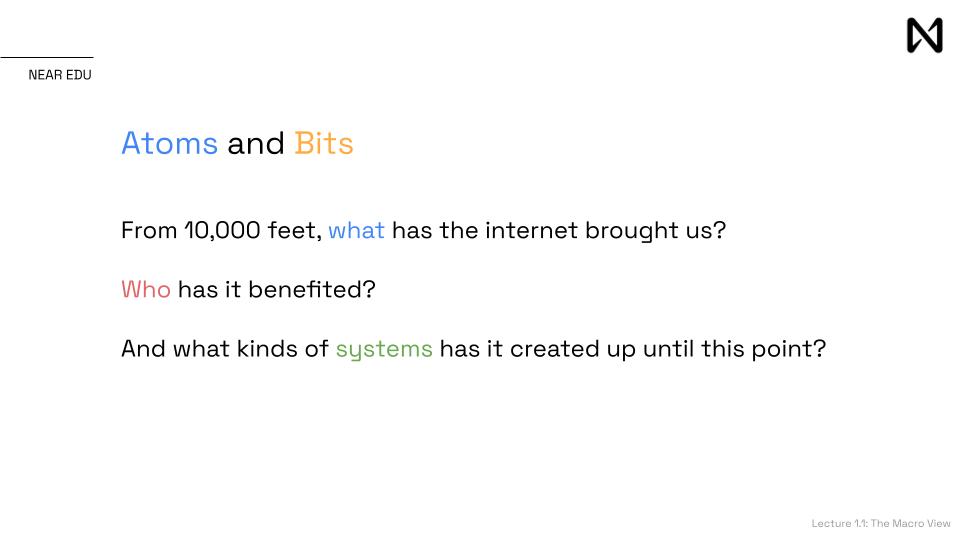 NEAR EDU
Atoms and Bits
From 10,000 feet, what has the internet brought us?
Who has it benefited?
And what kinds of systems has it created up until this point?
Lecture 1.1: The Macro View